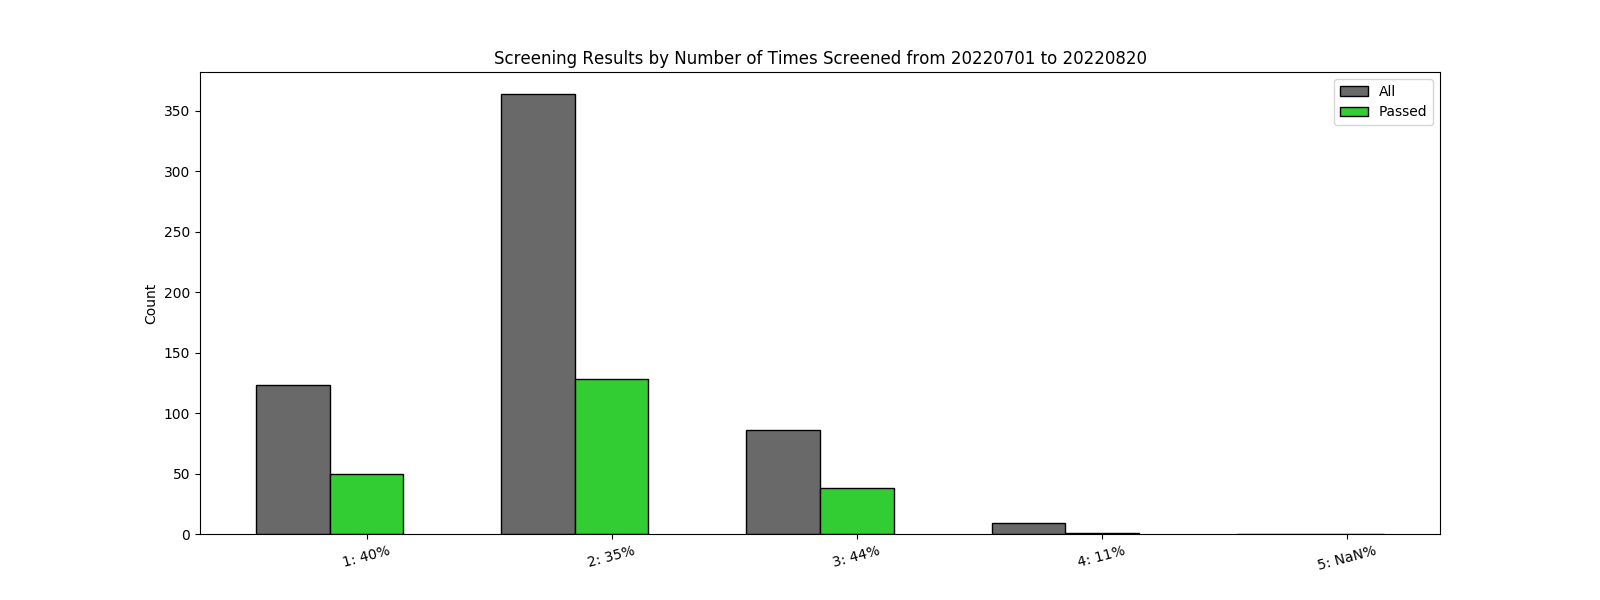 Screening Results by Number of Times Screened from 20220701 to 20220820
All
Passed
350
300
250
200
150
100
50
0
Count
1: 40%
2: 35%
3: 44%
4: 11%
5: NaN%